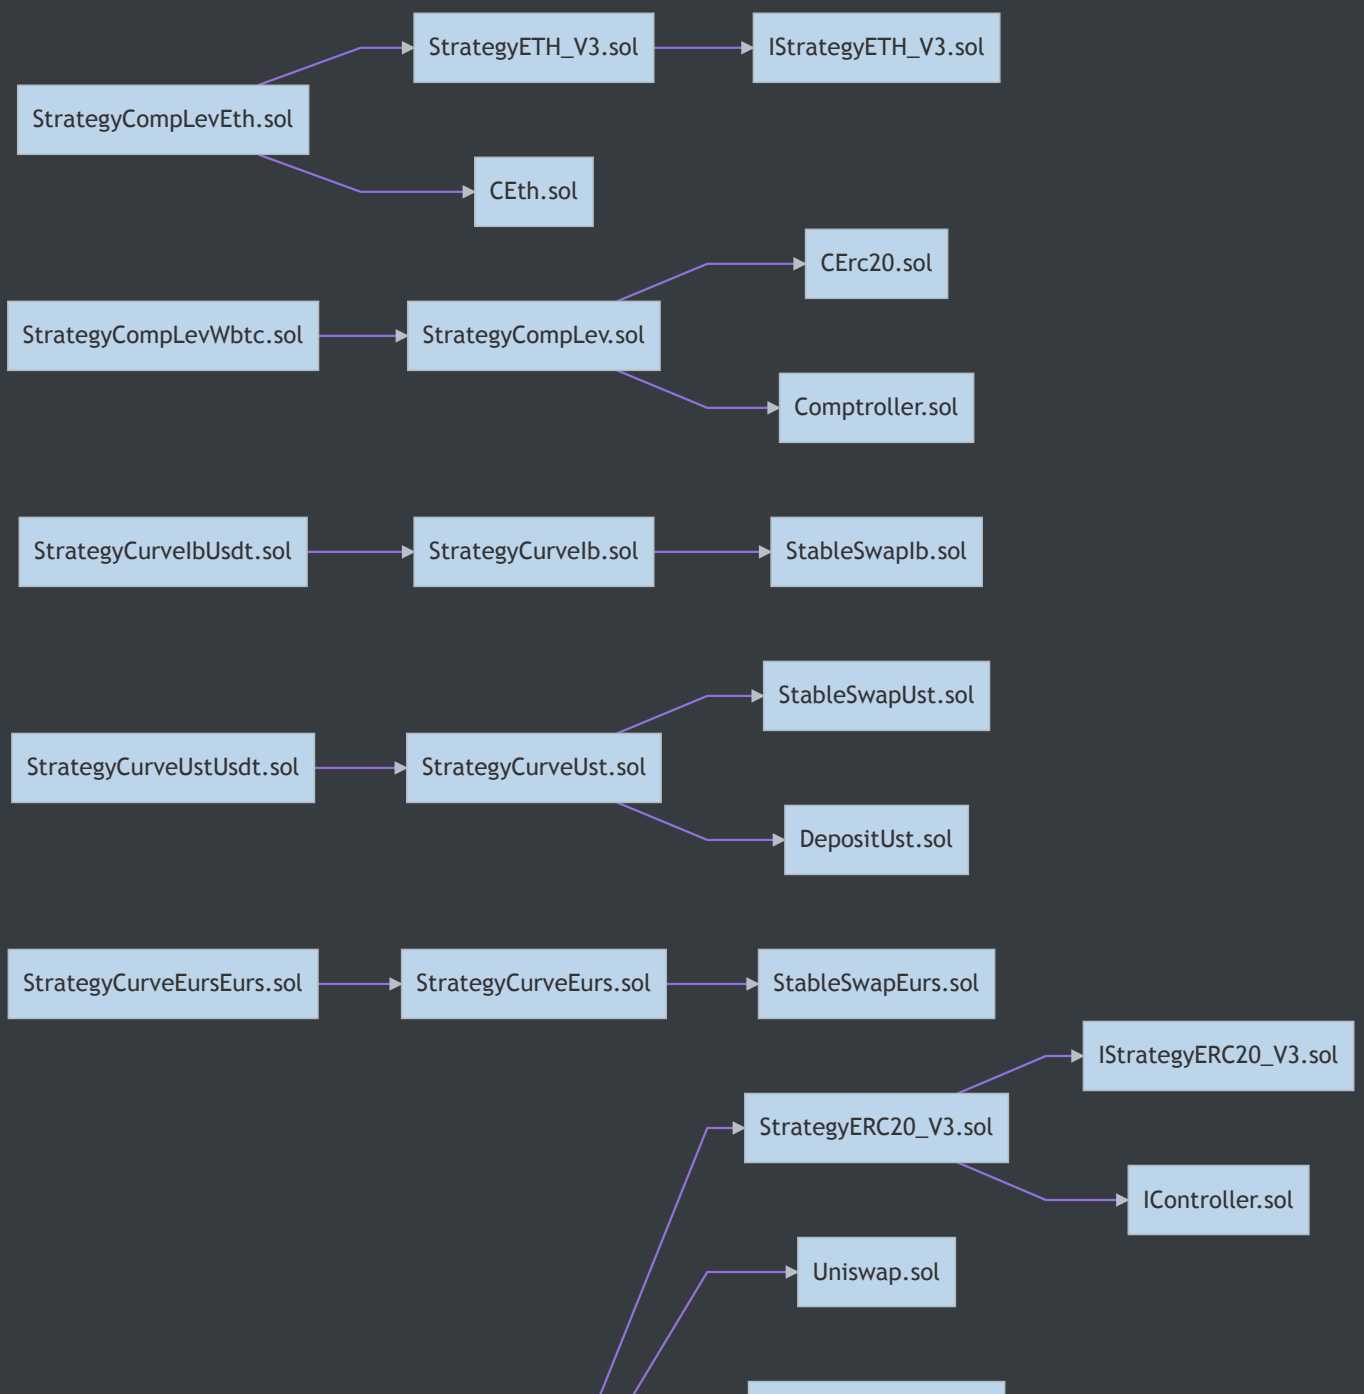 StrategyETH_V3.sol
IStrategyETH_V3.sol
StrategyCompLevEth.sol
CEth.sol
CErc20.sol
StrategyCompLevWbtc.sol
StrategyCompLev.sol
Comptroller.sol
StrategyCurveIbUsdt.sol
StrategyCurveIb.sol
StableSwapIb.sol
StableSwapUst.sol
StrategyCurveUstUsdt.sol
StrategyCurveUst.sol
DepositUst.sol
StrategyCurveEursEurs.sol
StrategyCurveEurs.sol
StableSwapEurs.sol
IStrategyERC20_V3.sol
StrategyERC20_V3.sol
IController.sol
Uniswap.sol